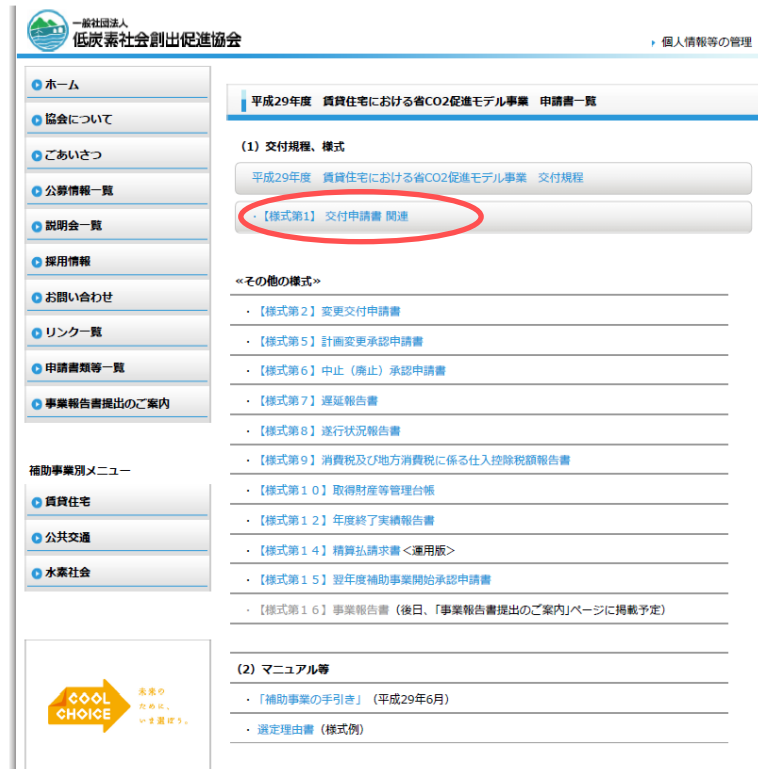 一般社団法人
低炭素社会創出促進協会
個人情報等の管理
ホーム
協会について
ごあいさつ
公募情報一覧
説明会一覧
採用情報
お問い合わせ
リンク一覧
申請書類等一覧
事業報告書提出のご案内
補助事業別メニュー
賃貸住宅
公共交通
水素社会
COOL
CHOICE
未来の
ために、
いま選ぼう。
平成29年度 賃貸住宅における省CO2促進モデル事業 申請書一覧
(1) 交付規程、様式
平成29年度 賃貸住宅における省CO2促進モデル事業 交付規程
・【様式第1】 交付申請書 関連
≪その他の様式≫
・【様式第２】変更交付申請書
・【様式第５】計画変更承認申請書
・【様式第６】中止（廃止）承認申請書
・【様式第７】遅延報告書
・【様式第８】遂行状況報告書
・【様式第９】消費税及び地方消費税に係る仕入控除税額報告書
・【様式第１０】取得財産等管理台帳
・【様式第１２】年度終了実績報告書
・【様式第１４】精算払請求書＜運用版＞
・【様式第１５】翌年度補助事業開始承認申請書
・【様式第１６】事業報告書（後日、「事業報告書提出のご案内」ページに掲載予定）
(2) マニュアル等
・「補助事業の手引き」（平成29年6月）
・ 選定理由書（様式例）